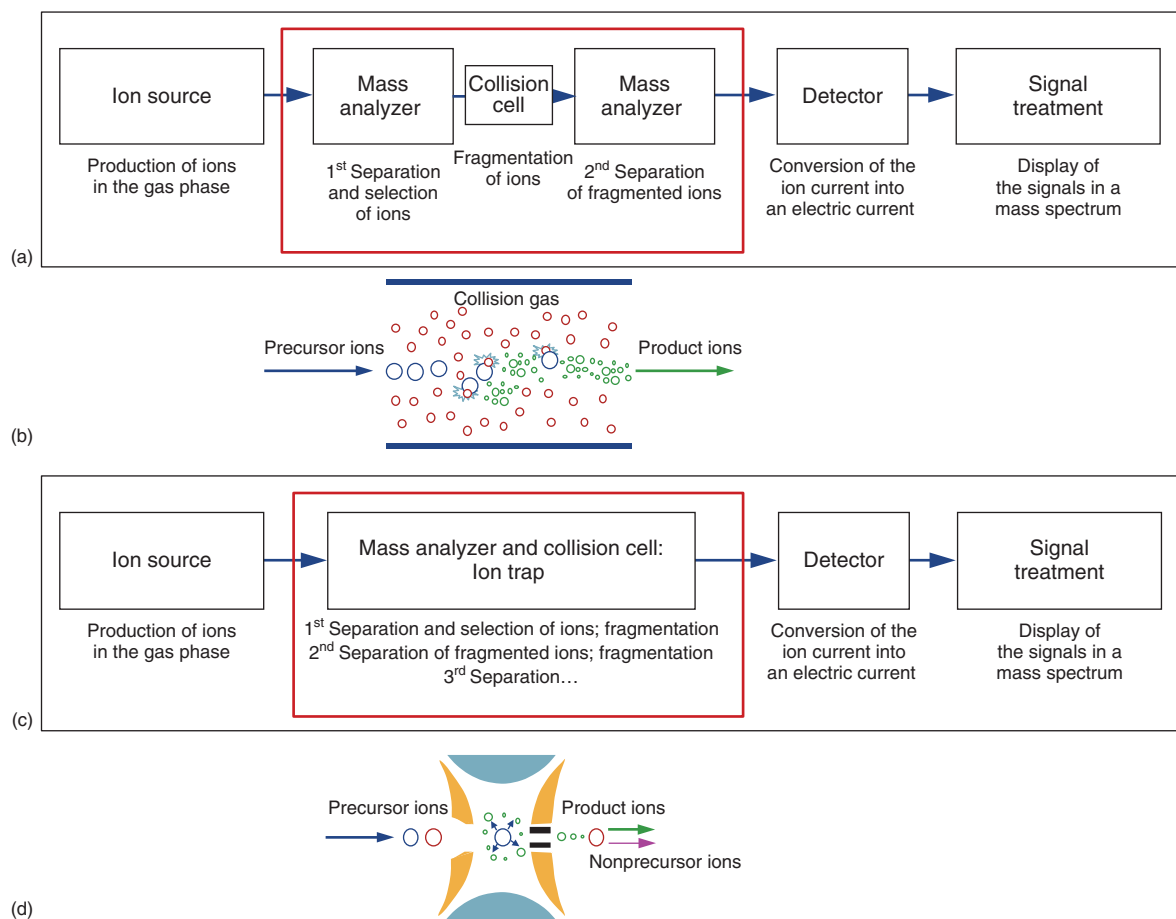 Ion source
Mass
analyzer
Collision
cell
Mass
analyzer
Detector
Signal
treatment
Production of ions
in the gas phase
1st Separation
and selection
of ions
Fragmentation
of ions
2nd Separation
of fragmented ions
Conversion of the
ion current into
an electric current
Display of
the signals in a
mass spectrum
(a)
Collision gas
Precursor ions
Product ions
(b)
Ion source
Mass analyzer and collision cell:
Ion trap
Detector
Signal
treatment
Production of ions
in the gas phase
1st Separation and selection of ions; fragmentation
2nd Separation of fragmented ions; fragmentation
3rd Separation…
Conversion of the
ion current into
an electric current
Display of
the signals in a
mass spectrum
(c)
Precursor ions
Product ions
Nonprecursor ions
(d)